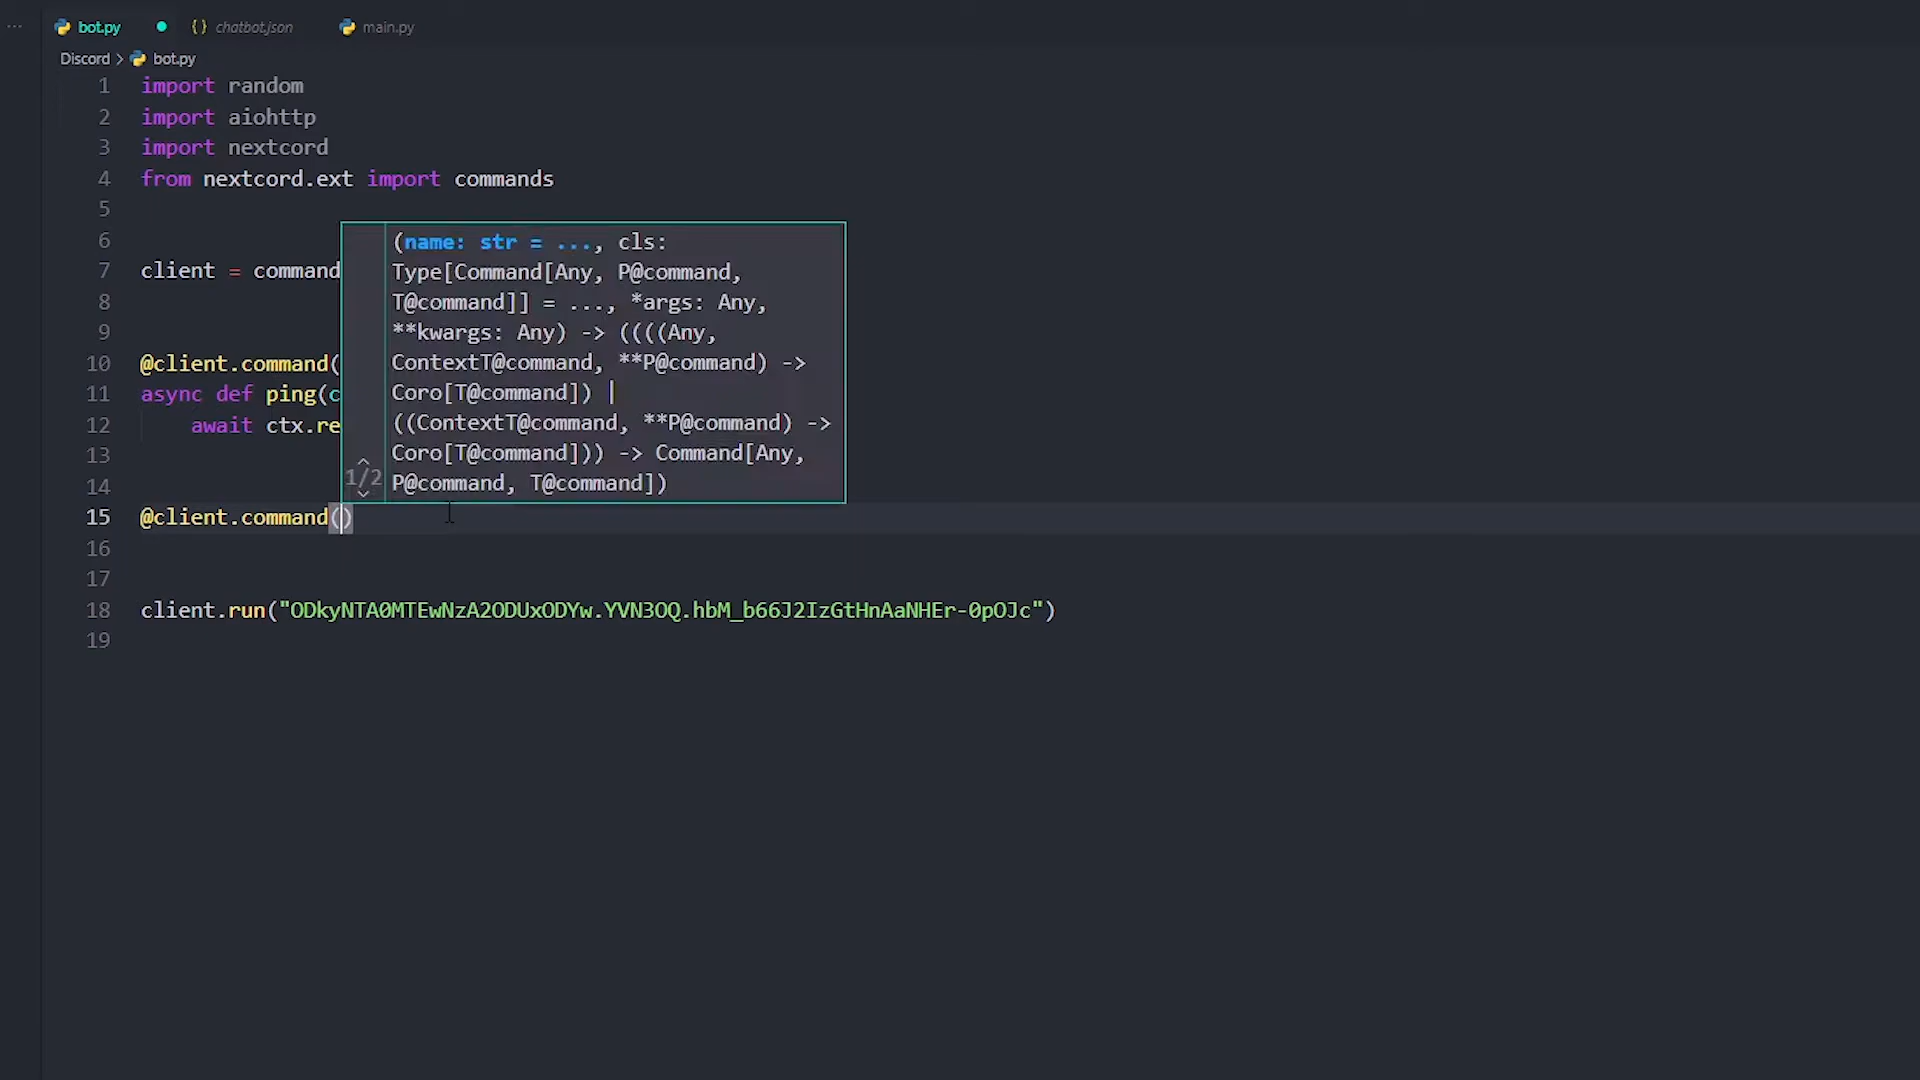 bot.py chatbot.json main.py
Discord > bot.py
1 import random
2 import aiohttp
3 import nextcord
4 from nextcord.ext import commands
5
6
7 client = command
8
9
10 @client.command(
11 async def ping(c
12 await ctx.re
13
14
15 @client.command()
16
17
18 client.run("ODkyNTA0MTEwNzA2ODUxODYw.YVN3OQ.hbM_b66J2IzGtHnAaNHEr-0pOJc")
19
(name: str = ..., cls:
Type[Command[Any, P@command,
T@command]] = ..., *args: Any,
**kwargs: Any) -> ((((Any,
ContextT@command, **P@command) ->
Coro[T@command]) |
((ContextT@command, **P@command) ->
Coro[T@command])) -> Command[Any,
P@command, T@command])
1/2